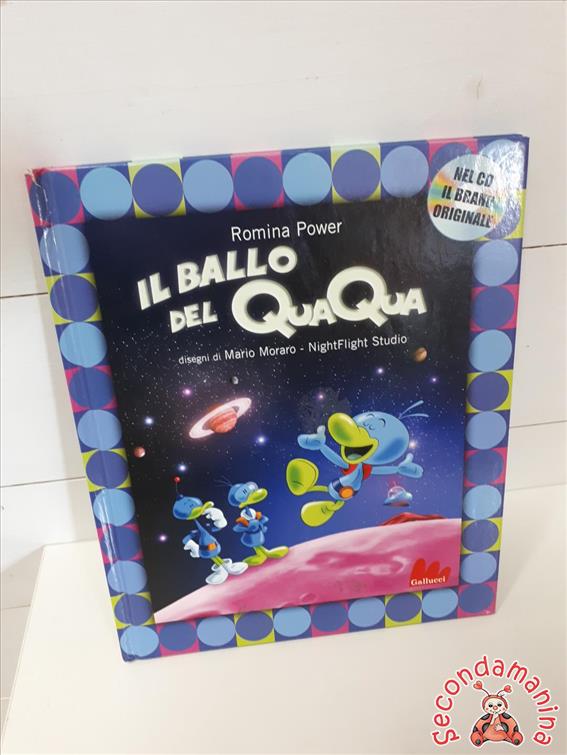 NEL CD
IL BRANO
ORIGINALE
Romina Power
IL BALLO
DEL QUAQUA
disegni di Mario Moraro - NightFlight Studio
Gallucci
Secondamanina